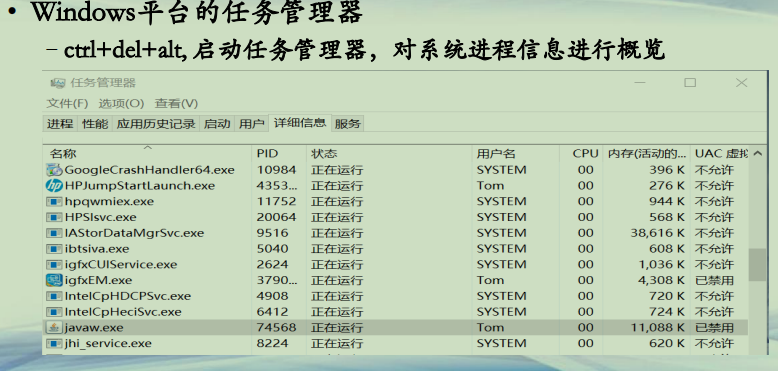 • Windows平台的任务管理器
– ctrl+del+alt, 启动任务管理器，对系统进程信息进行概览
任务管理器
文件(F) 选项(O) 查看(V)
进程 性能 应用历史记录 启动 用户 详细信息 服务
名称 PID 状态 用户名 CPU 内存(活动的... UAC 虚拟
GoogleCrashHandler64.exe 10984 正在运行 SYSTEM 00 396 K 不允许
HPJumpStartLaunch.exe 4353... 正在运行 Tom 00 276 K 不允许
hpqwmiex.exe 11752 正在运行 SYSTEM 00 944 K 不允许
HPSIsvc.exe 20064 正在运行 SYSTEM 00 568 K 不允许
IAStorDataMgrSvc.exe 9516 正在运行 SYSTEM 00 38,616 K 不允许
ibtsiva.exe 5040 正在运行 SYSTEM 00 608 K 不允许
igfxCUIService.exe 2624 正在运行 SYSTEM 00 1,036 K 不允许
igfxEM.exe 3790... 正在运行 Tom 00 4,308 K 已禁用
IntelCpHDCPSvc.exe 4908 正在运行 SYSTEM 00 720 K 不允许
IntelCpHeciSvc.exe 6412 正在运行 SYSTEM 00 724 K 不允许
javaw.exe 74568 正在运行 Tom 00 11,088 K 已禁用
jhi_service.exe 8224 正在运行 SYSTEM 00 620 K 不允许